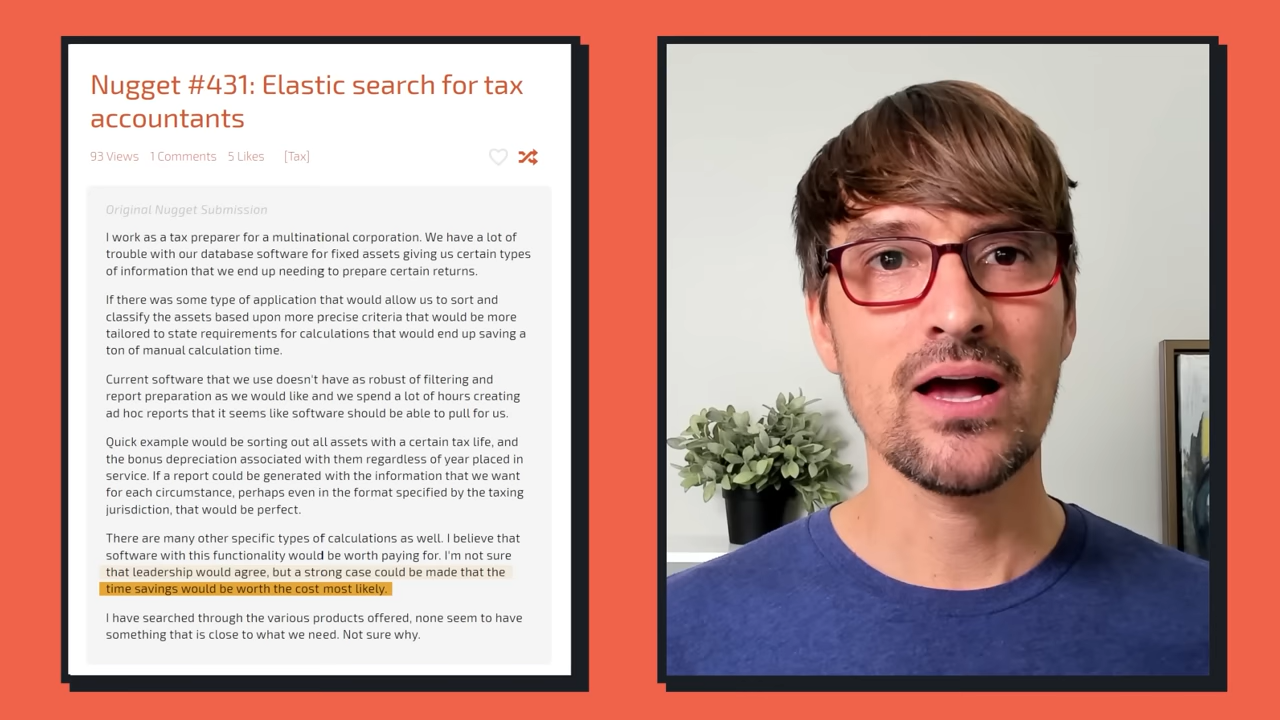 Nugget #431: Elastic search for tax
accountants
93 Views 1 Comments 5 Likes [Tax]
Original Nugget Submission
I work as a tax preparer for a multinational corporation. We have a lot of
trouble with our database software for fixed assets giving us certain types
of information that we end up needing to prepare certain returns.
If there was some type of application that would allow us to sort and
classify the assets based upon more precise criteria that would be more
tailored to state requirements for calculations that would end up saving a
ton of manual calculation time.
Current software that we use doesn't have as robust of filtering and
report preparation as we would like and we spend a lot of hours creating
ad hoc reports that it seems like software should be able to pull for us.
Quick example would be sorting out all assets with a certain tax life, and
the bonus depreciation associated with them regardless of year placed in
service. If a report could be generated with the information that we want
for each circumstance, perhaps even in the format specified by the taxing
jurisdiction, that would be perfect.
There are many other specific types of calculations as well. I believe that
software with this functionality would be worth paying for. I'm not sure
that leadership would agree, but a strong case could be made that the
time savings would be worth the cost most likely.
I have searched through the various products offered, none seem to have
something that is close to what we need. Not sure why.